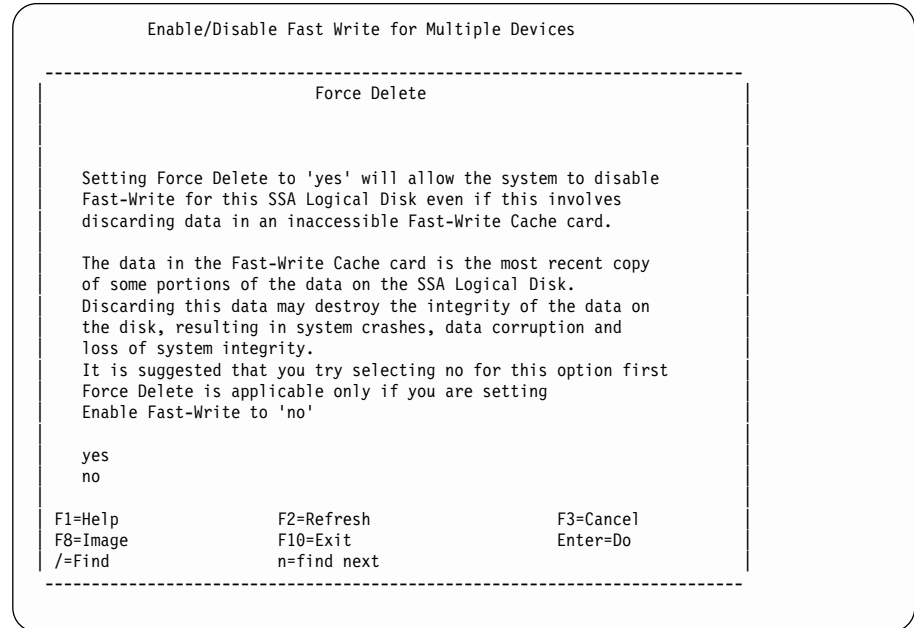 Enable/Disable Fast Write for Multiple Devices
Force Delete
Setting Force Delete to 'yes' will allow the system to disable
Fast-Write for this SSA Logical Disk even if this involves
discarding data in an inaccessible Fast-Write Cache card.
The data in the Fast-Write Cache card is the most recent copy
of some portions of the data on the SSA Logical Disk.
Discarding this data may destroy the integrity of the data on
the disk, resulting in system crashes, data corruption and
loss of system integrity.
It is suggested that you try selecting no for this option first
Force Delete is applicable only if you are setting
Enable Fast-Write to 'no'
yes
no
F1=Help F2=Refresh F3=Cancel
F8=Image F10=Exit Enter=Do
/=Find n=find next